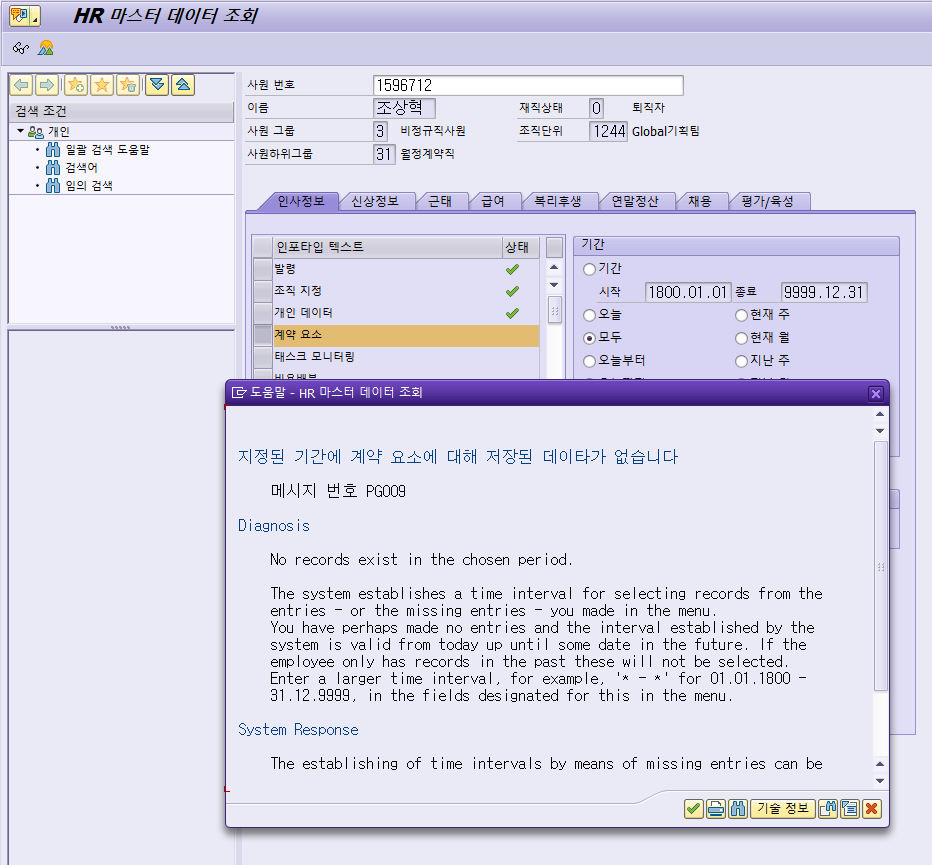 HR 마스터 데이터 조회
검색 조건
개인
일괄 검색 도움말
검색어
임의 검색
사원 번호 1596712
이름 조상혁 재직상태 0 퇴직자
사원 그룹 3 비정규직사원 조직단위 1244 Global기획팀
사원하위그룹 31 월정계약직
인사정보 신상정보 근태 급여 복리후생 연말정산 채용 평가/육성
인포타입 텍스트 상태
발령
조직 지정
개인 데이터
계약 요소
태스크 모니터링
비용배부
기간
기간
시작 1800.01.01 종료 9999.12.31
오늘 현재 주
모두 현재 월
오늘부터 지난 주
도움말 - HR 마스터 데이터 조회
지정된 기간에 계약 요소에 대해 저장된 데이타가 없습니다
메시지 번호 PG009
Diagnosis
No records exist in the chosen period.
The system establishes a time interval for selecting records from the
entries - or the missing entries - you made in the menu.
You have perhaps made no entries and the interval established by the
system is valid from today up until some date in the future. If the
employee only has records in the past these will not be selected.
Enter a larger time interval, for example, '* - *' for 01.01.1800 -
31.12.9999, in the fields designated for this in the menu.
System Response
The establishing of time intervals by means of missing entries can be
기술 정보